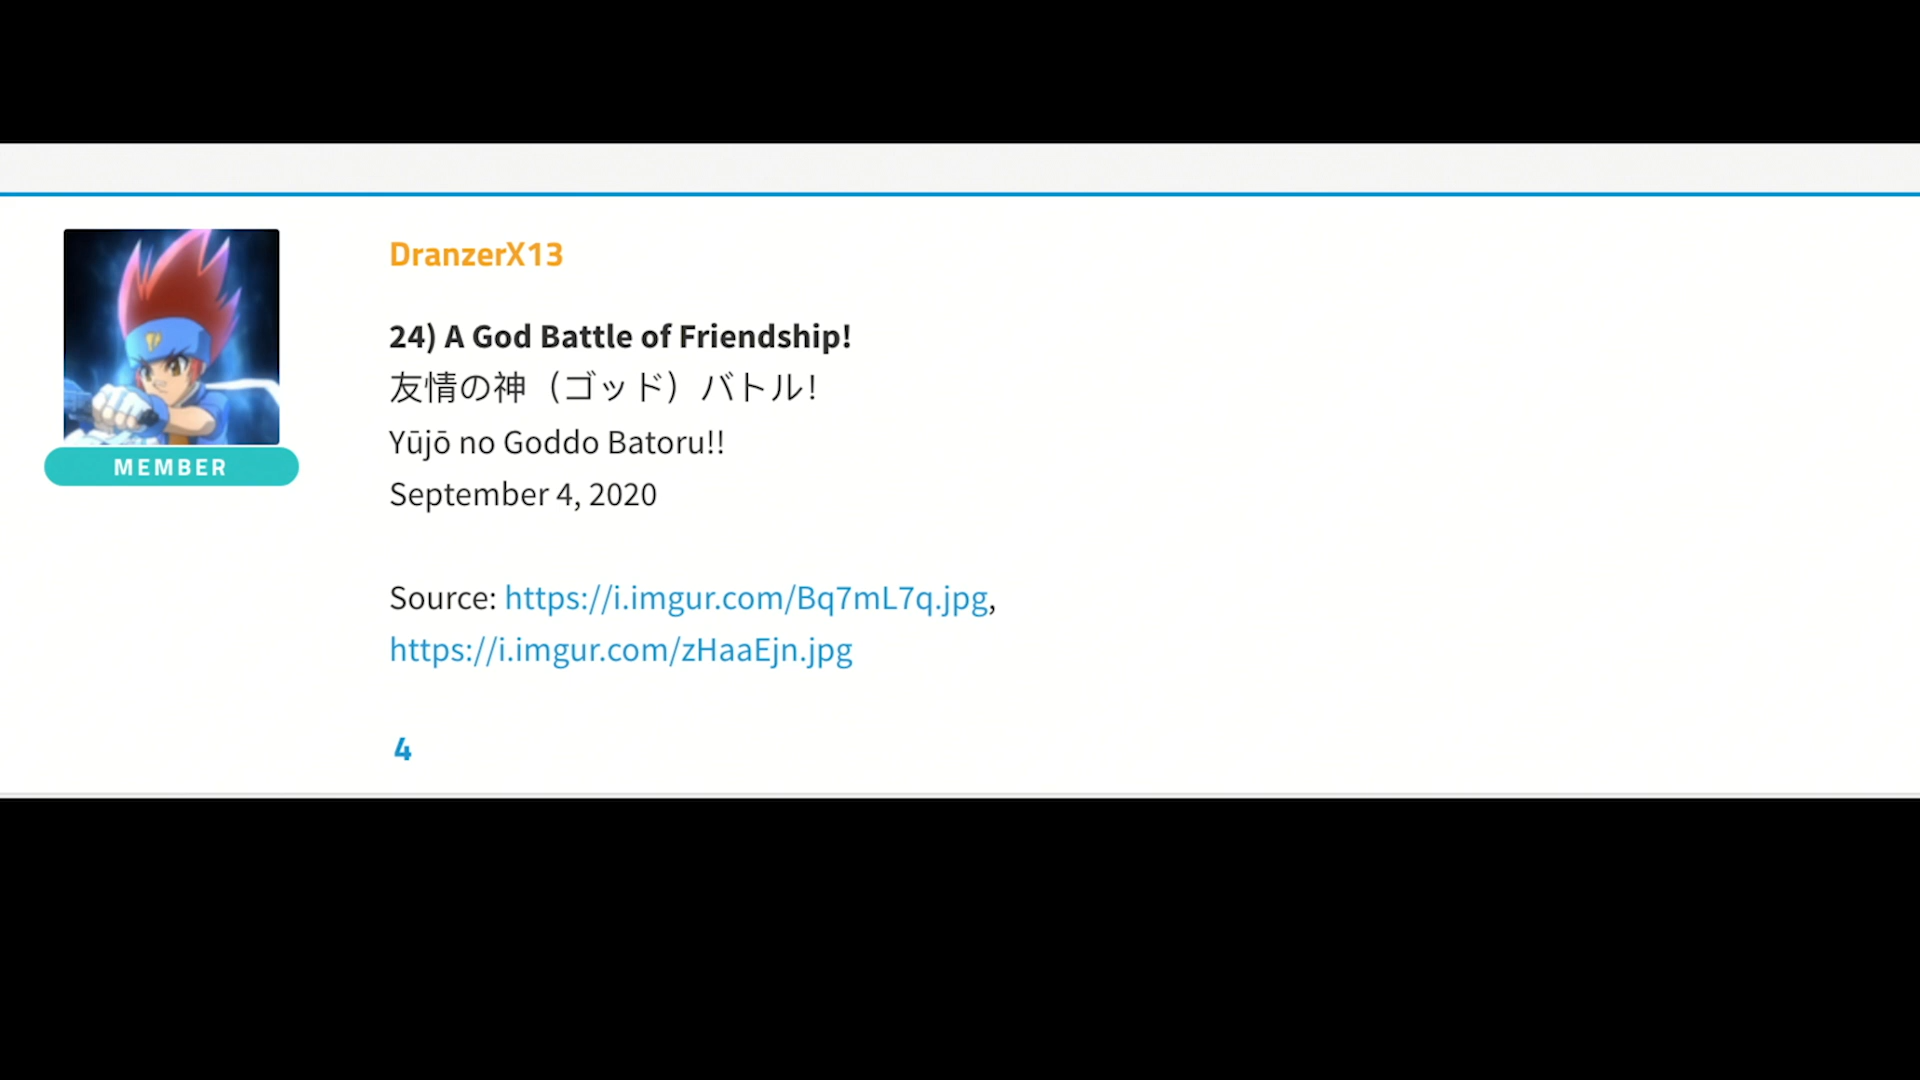 DranzerX13
24) A God Battle of Friendship!
友情の神（ゴッド）バトル！
Yūjō no Goddo Batoru!!
September 4, 2020
Source: https://i.imgur.com/Bq7mL7q.jpg,
https://i.imgur.com/zHaaEjn.jpg
4
MEMBER